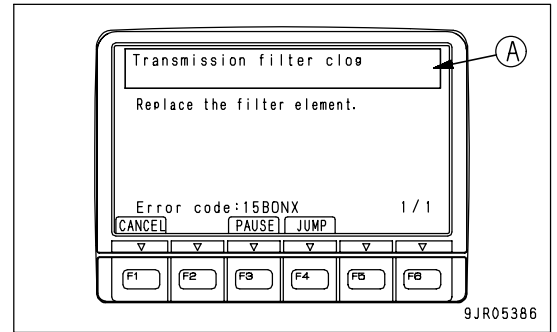 Transmission filter clog
A
Replace the filter element.
Error code:15B0NX 1/1
CANCEL PAUSE JUMP
F1 F2 F3 F4 F5 F6
9JR05386